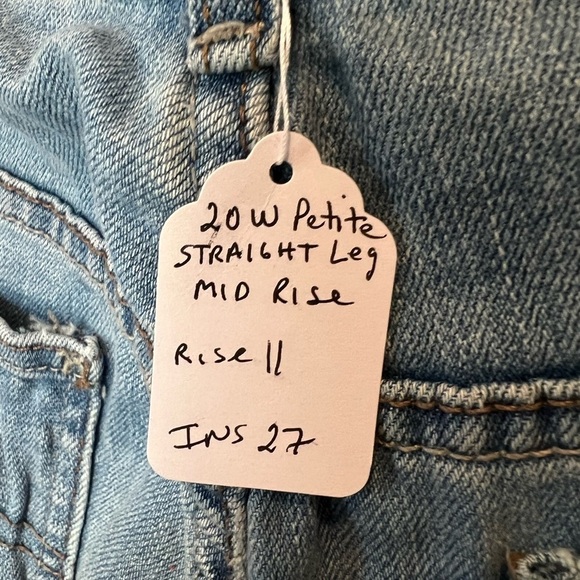 20W Petite
STRAIGHT Leg
MID RISE
RISE 11
INS 27